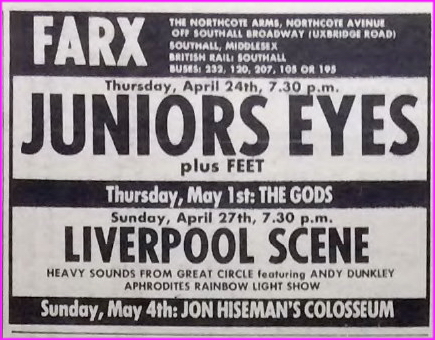 FARX
THE NORTHCOTE ARMS, NORTHCOTE AVENUE
OFF SOUTHALL BROADWAY (UXBRIDGE ROAD)
SOUTHALL, MIDDLESEX
BRITISH RAIL: SOUTHALL
BUSES: 232, 120, 207, 105 OR 195
Thursday, April 24th, 7.30 p.m.
JUNIORS EYES
plus FEET
Thursday, May 1st: THE GODS
Sunday, April 27th, 7.30 p.m.
LIVERPOOL SCENE
HEAVY SOUNDS FROM GREAT CIRCLE featuring ANDY DUNKLEY
APHRODITES RAINBOW LIGHT SHOW
Sunday, May 4th: JON HISEMAN'S COLOSSEUM